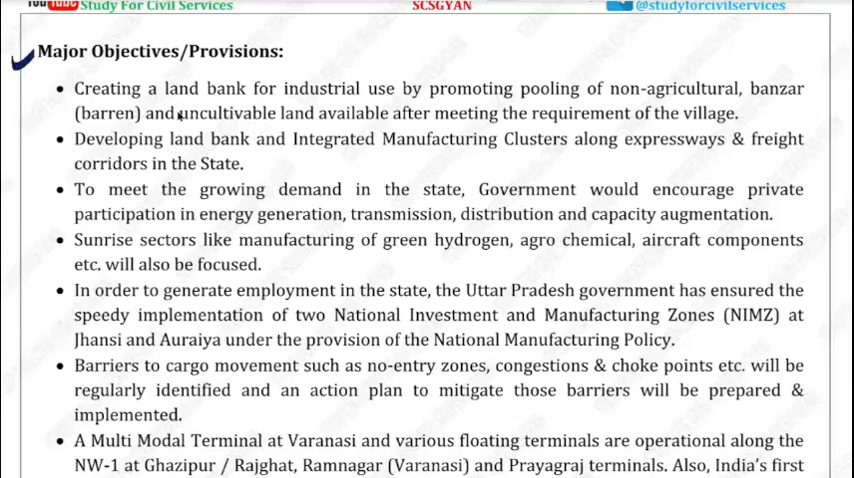 YouTube Study For Civil Services SCSGYAN @studyforcivilservices
Major Objectives/Provisions:
• Creating a land bank for industrial use by promoting pooling of non-agricultural, banzar
(barren) and uncultivable land available after meeting the requirement of the village.
• Developing land bank and Integrated Manufacturing Clusters along expressways & freight
corridors in the State.
• To meet the growing demand in the state, Government would encourage private
participation in energy generation, transmission, distribution and capacity augmentation.
• Sunrise sectors like manufacturing of green hydrogen, agro chemical, aircraft components
etc. will also be focused.
• In order to generate employment in the state, the Uttar Pradesh government has ensured the
speedy implementation of two National Investment and Manufacturing Zones (NIMZ) at
Jhansi and Auraiya under the provision of the National Manufacturing Policy.
• Barriers to cargo movement such as no-entry zones, congestions & choke points etc. will be
regularly identified and an action plan to mitigate those barriers will be prepared &
implemented.
• A Multi Modal Terminal at Varanasi and various floating terminals are operational along the
NW-1 at Ghazipur / Rajghat, Ramnagar (Varanasi) and Prayagraj terminals. Also, India's first